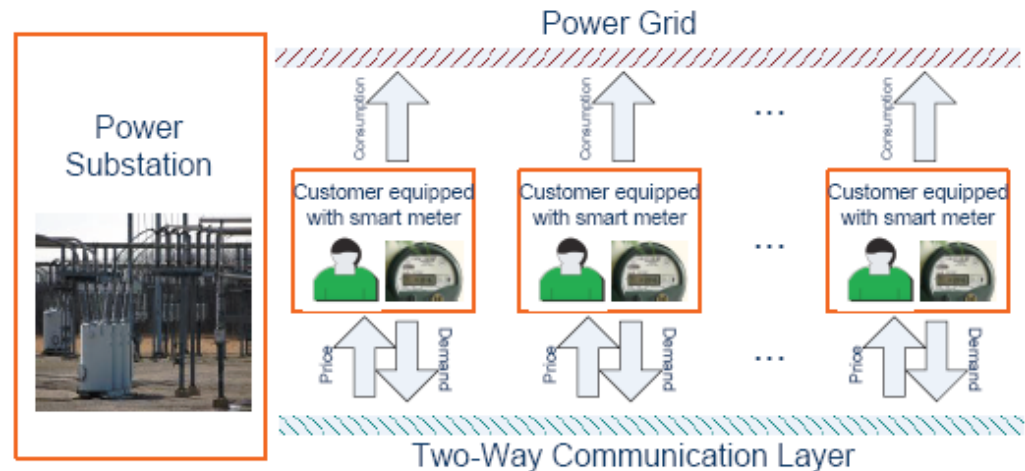 Power Grid
Power
Substation
Consumption
Consumption
...
Consumption
Customer equipped
with smart meter
Customer equipped
with smart meter
...
Customer equipped
with smart meter
Price
Demand
Price
Demand
...
Price
Demand
Two-Way Communication Layer